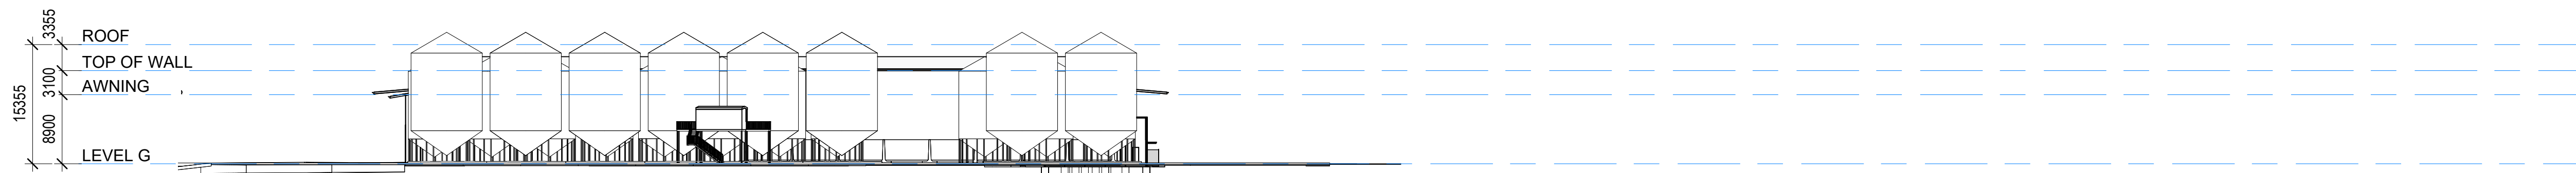 3355
ROOF
TOP OF WALL
3100
AWNING
15355
8900
LEVEL G